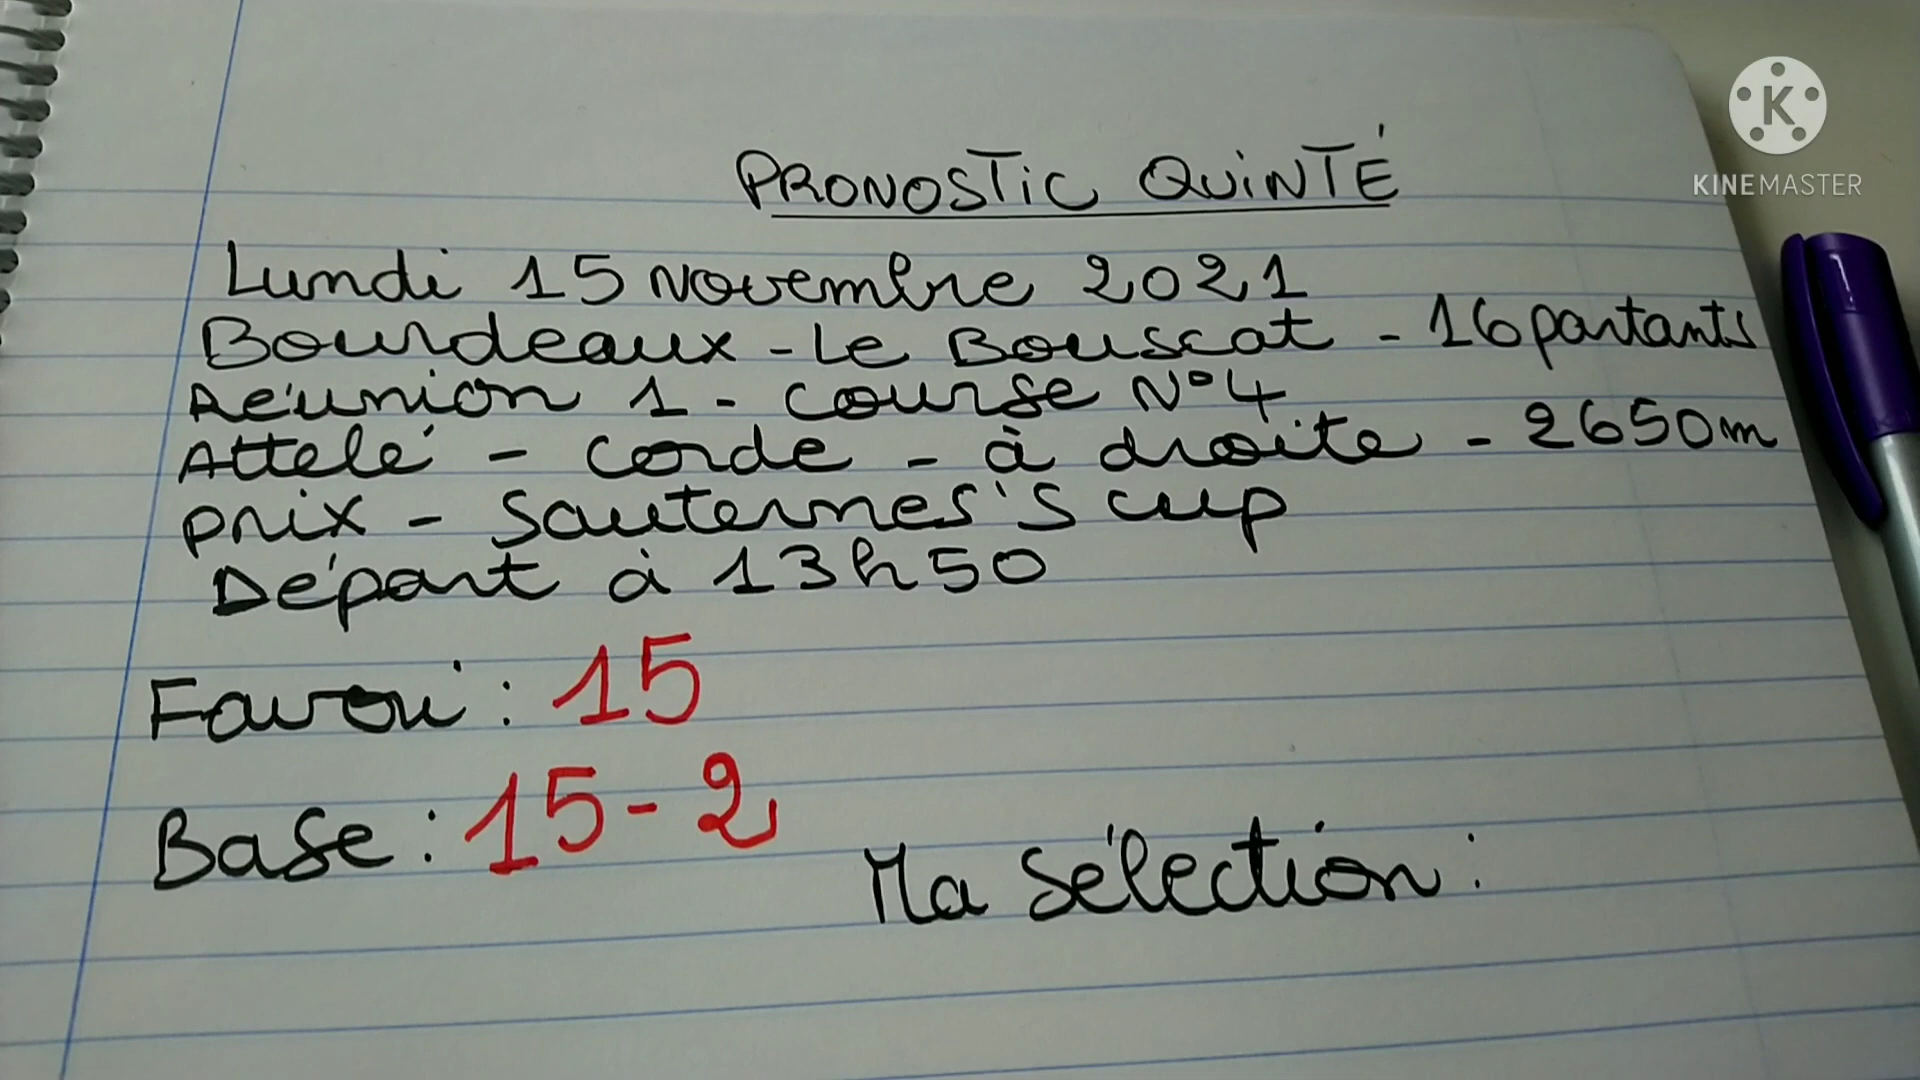 PRONOSTIC QUINTÉ
Lundi 15 Novembre 2021
Bourdeaux - Le Bouscat - 16 partants
Réunion 1 - course N°4
Attelé - corde - à droite - 2650m
prix - Sauternes's cup
Départ à 13h50
Favori : 15
Base : 15 - 2
Ma Sélection :
K
KINEMASTER